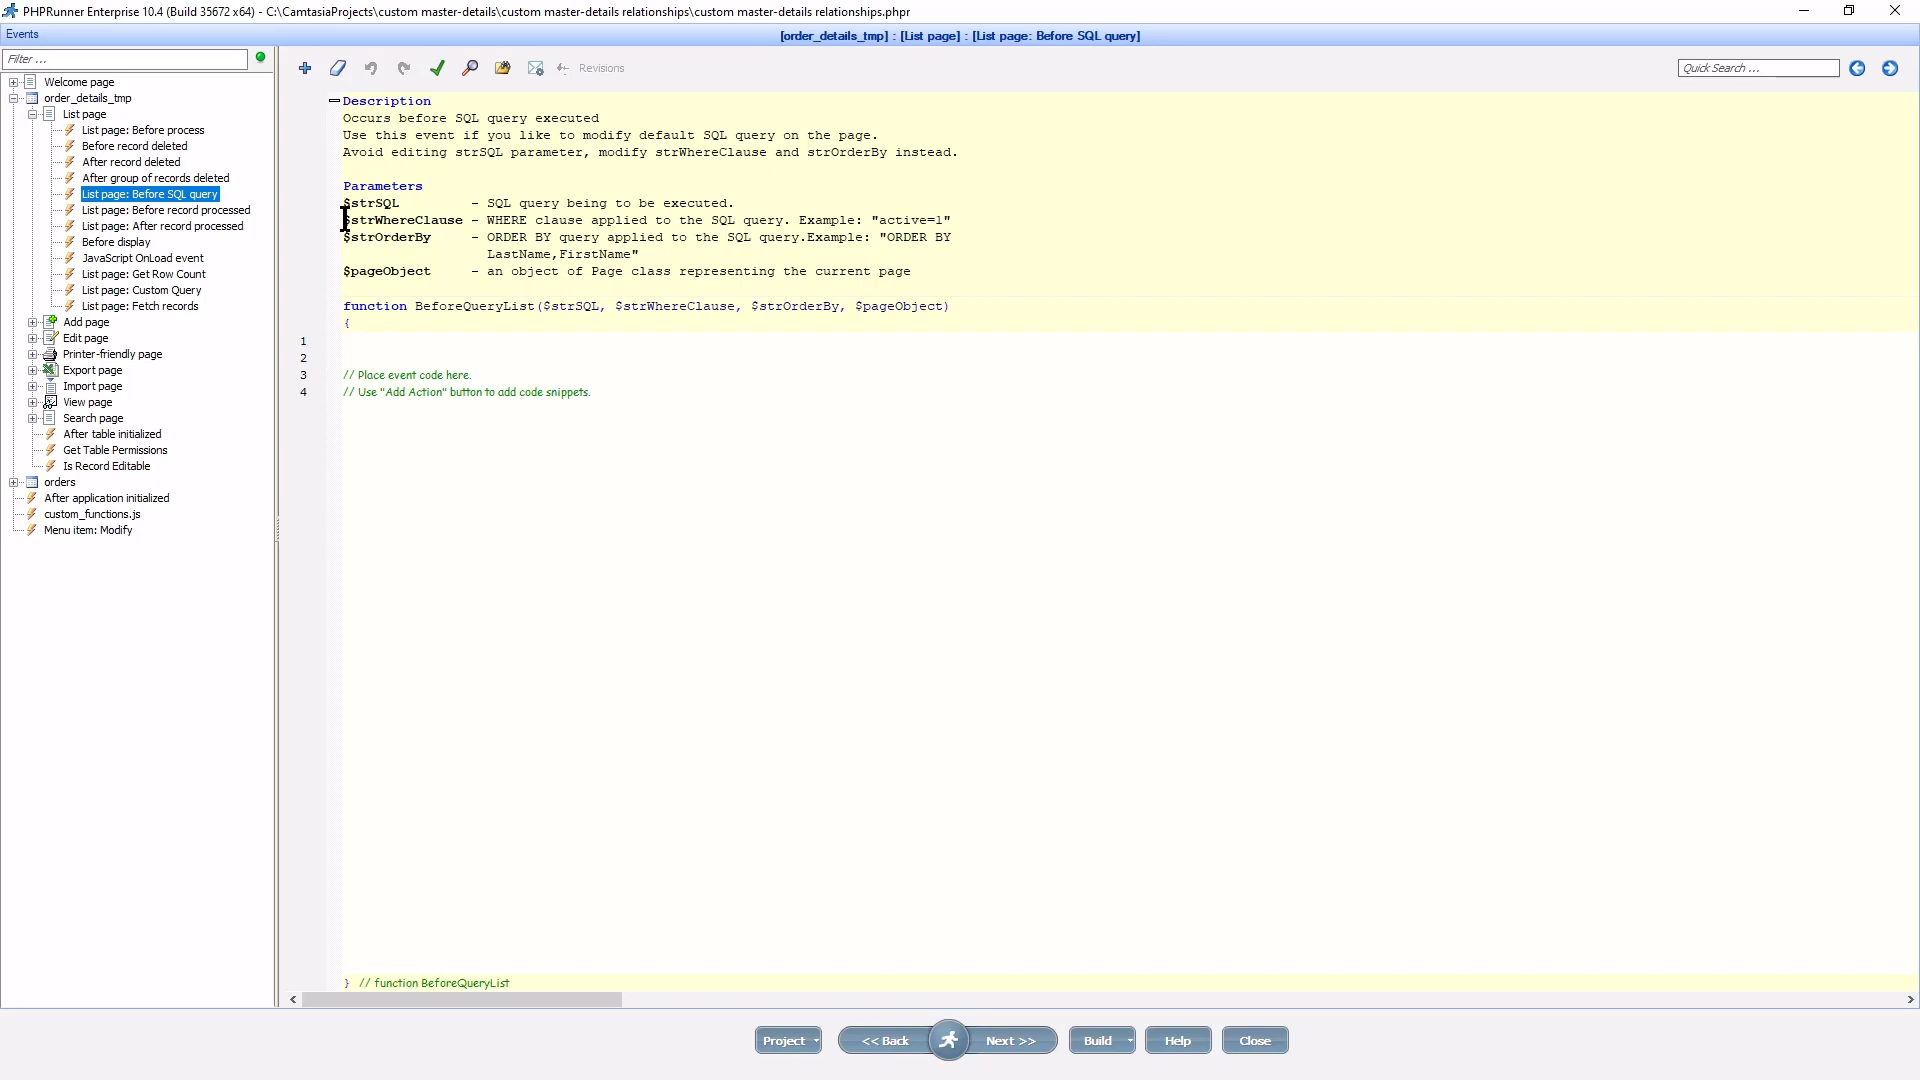 PHPRunner Enterprise 10.4 (Build 35672 x64) - C:\CamtasiaProjects\custom master-details\custom master-details relationships\custom master-details relationships.phpr
Events
[order_details_tmp] : [List page] : [List page: Before SQL query]
Filter ...
Revisions
Quick Search ...
Welcome page
order_details_tmp
List page
List page: Before process
Before record deleted
After record deleted
After group of records deleted
List page: Before SQL query
List page: Before record processed
List page: After record processed
Before display
JavaScript OnLoad event
List page: Get Row Count
List page: Custom Query
List page: Fetch records
Add page
Edit page
Printer-friendly page
Export page
Import page
View page
Search page
After table initialized
Get Table Permissions
Is Record Editable
orders
After application initialized
custom_functions.js
Menu item: Modify
Description
Occurs before SQL query executed
Use this event if you like to modify default SQL query on the page.
Avoid editing strSQL parameter, modify strWhereClause and strOrderBy instead.
Parameters
$strSQL - SQL query being to be executed.
$strWhereClause - WHERE clause applied to the SQL query. Example: "active=1"
$strOrderBy - ORDER BY query applied to the SQL query.Example: "ORDER BY
LastName,FirstName"
$pageObject - an object of Page class representing the current page
function BeforeQueryList($strSQL, $strWhereClause, $strOrderBy, $pageObject)
{
1
2
3 // Place event code here.
4 // Use "Add Action" button to add code snippets.
} // function BeforeQueryList
Project
<< Back
Next >>
Build
Help
Close